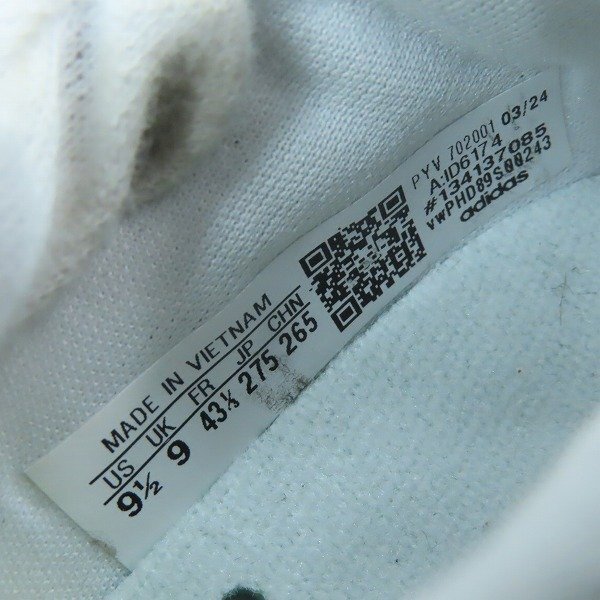 MADE IN VIETNAM
US UK FR JP CHN
9½ 9 43⅓ 275 265
PYV 702001 03/24
A:ID6174
#134137085
vwPHD89S00243
adidas